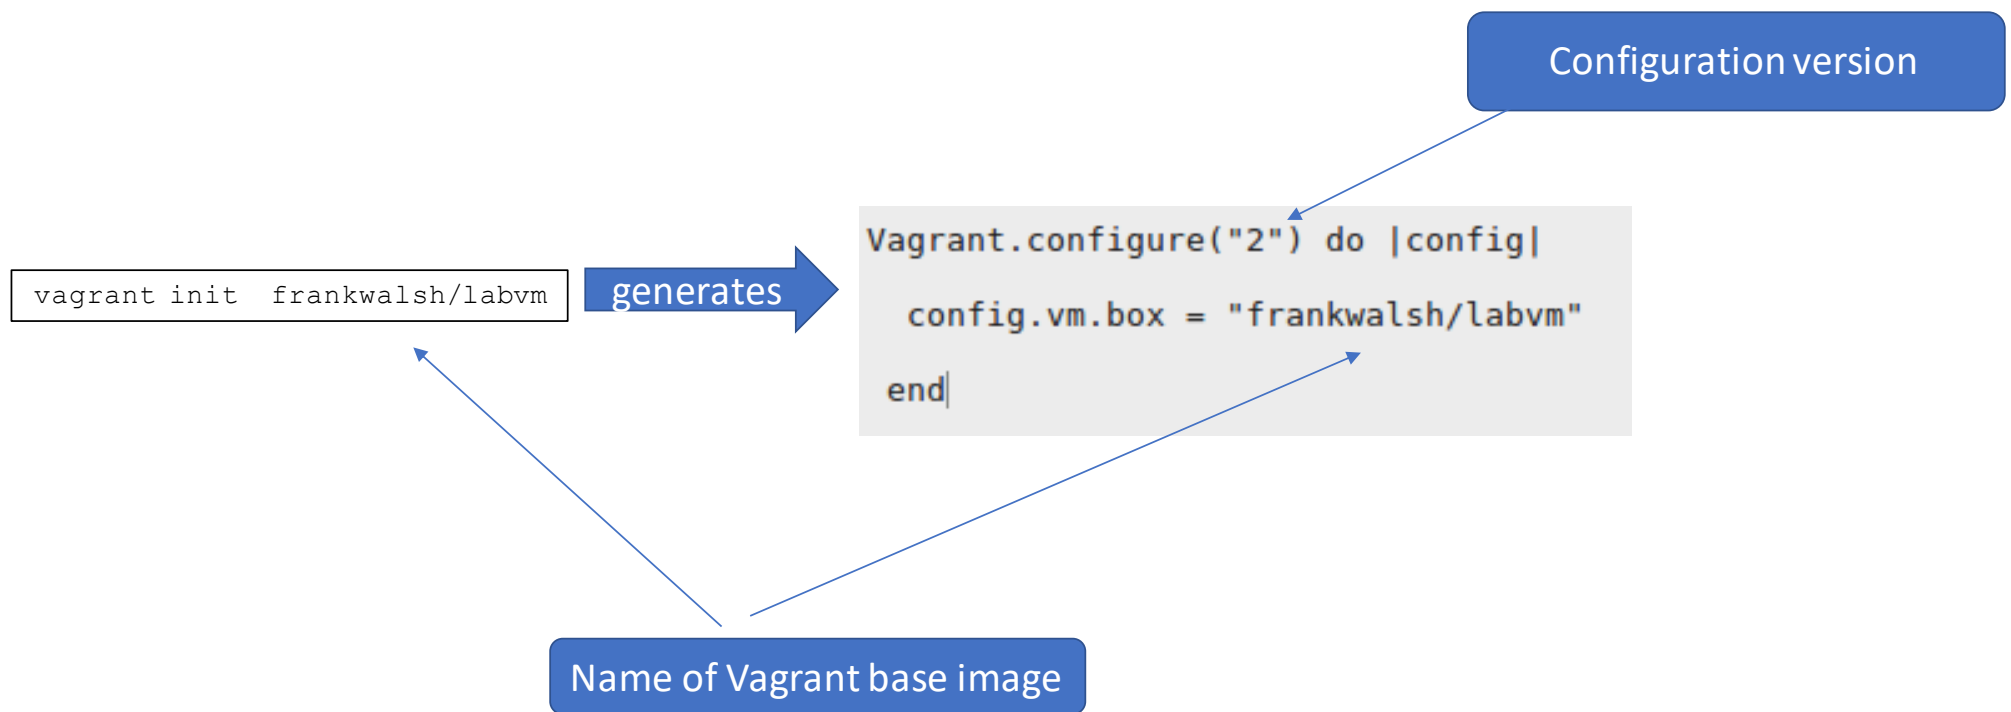 Configuration version
vagrant init  frankwalsh/labvm
generates
Vagrant.configure("2") do |config|
config.vm.box = "frankwalsh/labvm"
end
Name of Vagrant base image